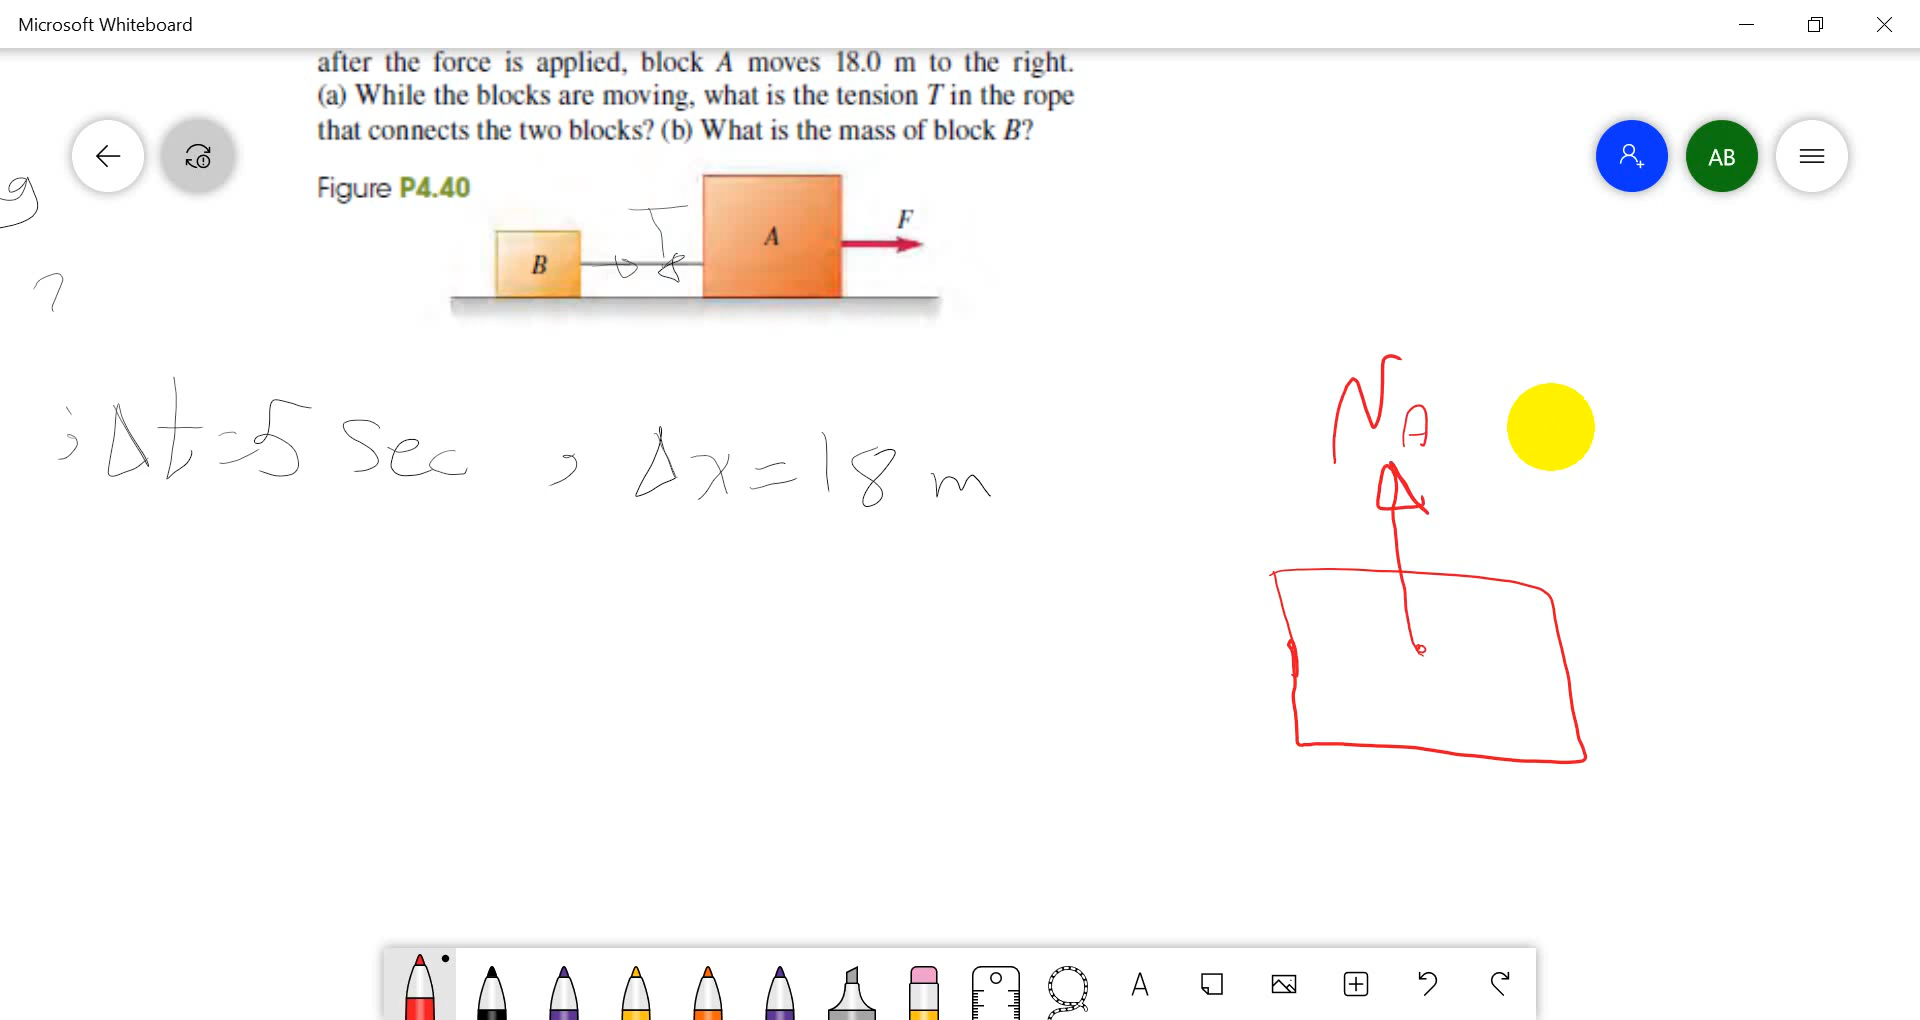 Microsoft Whiteboard
after the force is applied, block A moves 18.0 m to the right.
(a) While the blocks are moving, what is the tension T in the rope
that connects the two blocks? (b) What is the mass of block B?
AB
g
Figure P4.40
T
F
A
B
?
; Δt=5 Sec , Δx=18 m
N_A
A